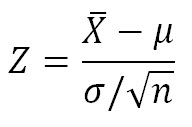 Z = (X̄ − μ) / (σ/√n)